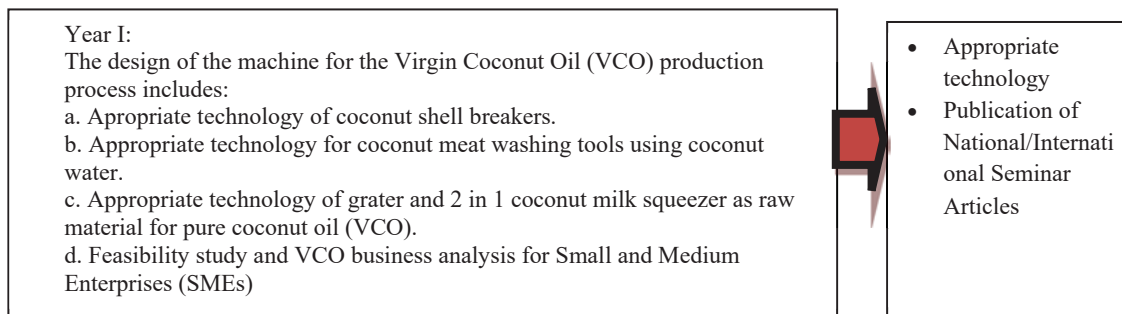 Year I:
The design of the machine for the Virgin Coconut Oil (VCO) production
process includes:
a. Apropriate technology of coconut shell breakers.
b. Appropriate technology for coconut meat washing tools using coconut
water.
c. Appropriate technology of grater and 2 in 1 coconut milk squeezer as raw
material for pure coconut oil (VCO).
d. Feasibility study and VCO business analysis for Small and Medium
Enterprises (SMEs)
• Appropriate
technology
• Publication of
National/Internati
onal Seminar
Articles